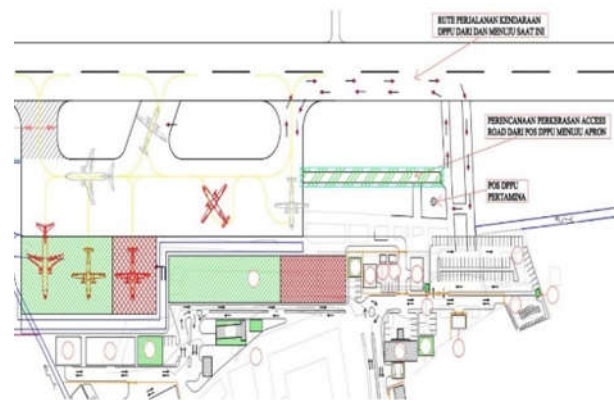 RUTE PERJALANAN KENDARAAN
DPPU DARI DAN MENUJU SAAT INI
PERENCANAAN PERKERASAN ACCESS
ROAD DARI POS DPPU MENUJU APRON
POS DPPU
PERTAMINA